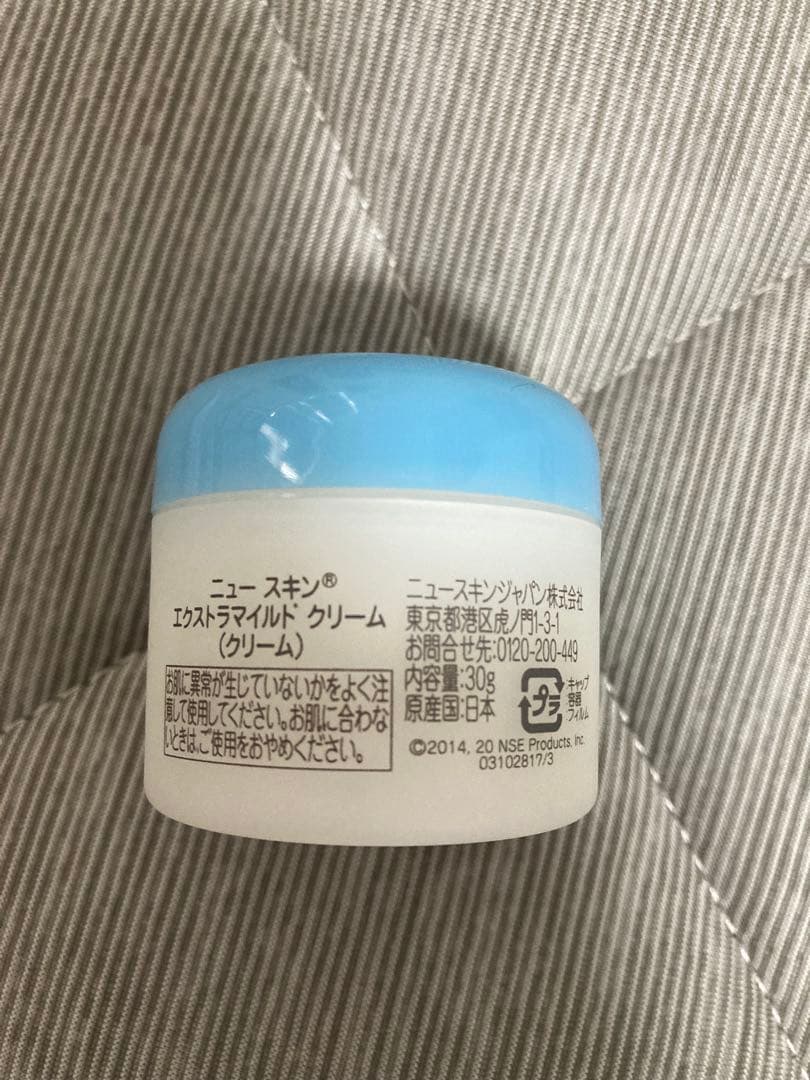 ニュー スキン®
エクストラマイルド クリーム
(クリーム)
お肌に異常が生じていないかをよく注
意して使用してください。お肌に合わな
いときは、ご使用をおやめください。
ニュースキンジャパン株式会社
東京都港区虎ノ門1-3-1
お問合せ先:0120-200-449
内容量:30g
原産国:日本
プラ
キャップ
容器
フィルム
©2014, 20 NSE Products, Inc.
03102817/3